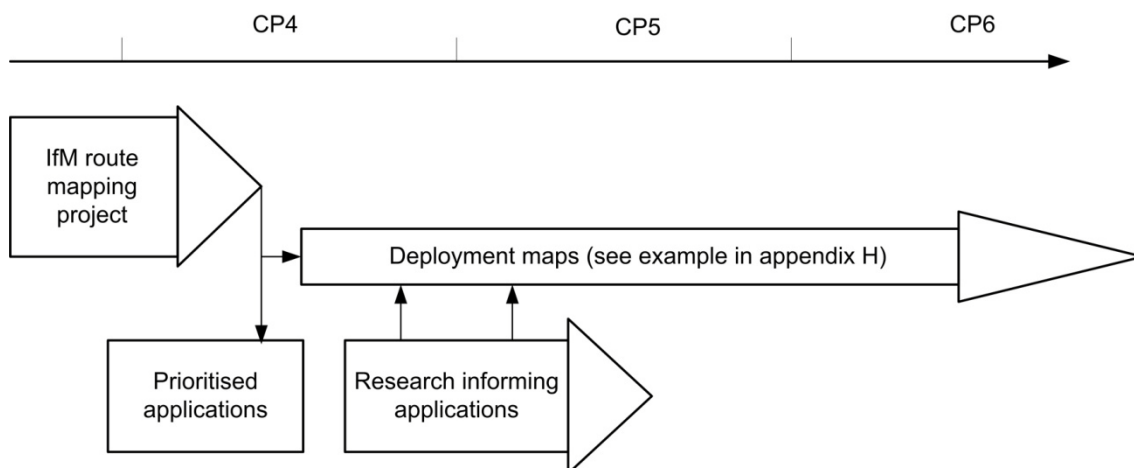 CP4
CP5
CP6
IfM route
mapping
project
Deployment maps (see example in appendix H)
Prioritised
applications
Research informing
applications